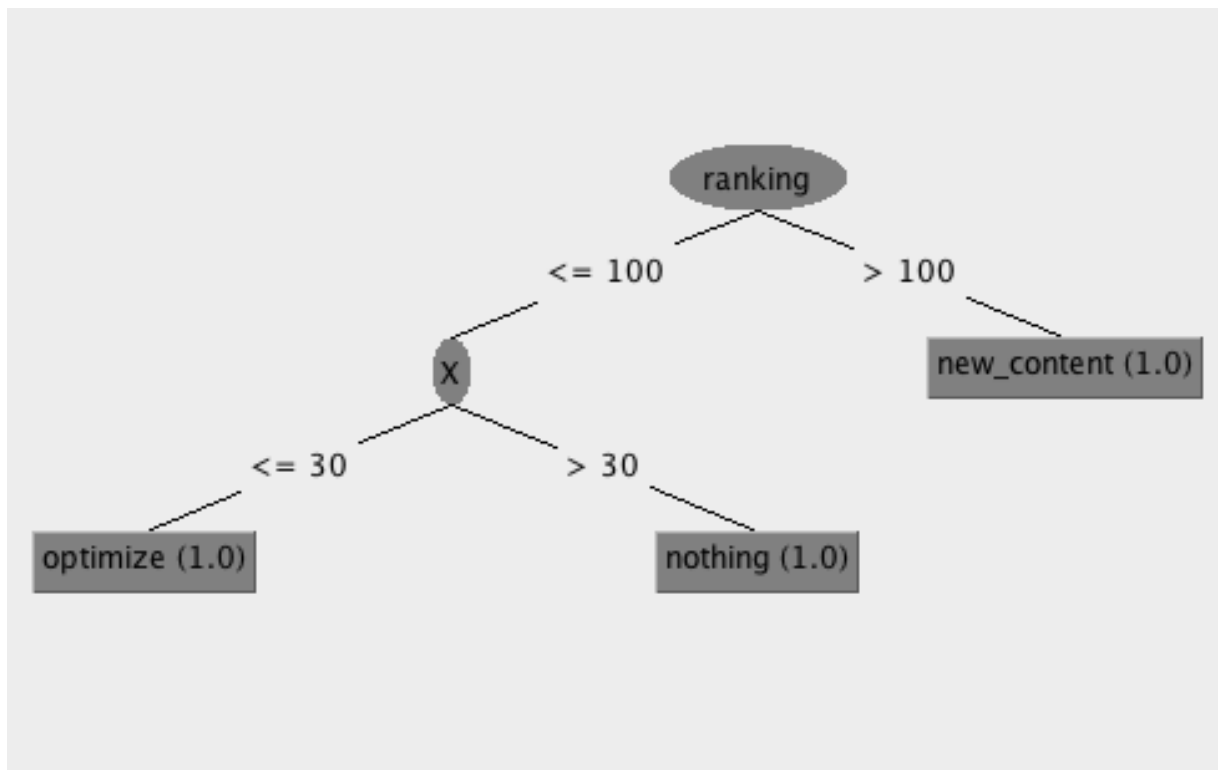 ranking
<= 100
> 100
X
new_content (1.0)
<= 30
> 30
optimize (1.0)
nothing (1.0)